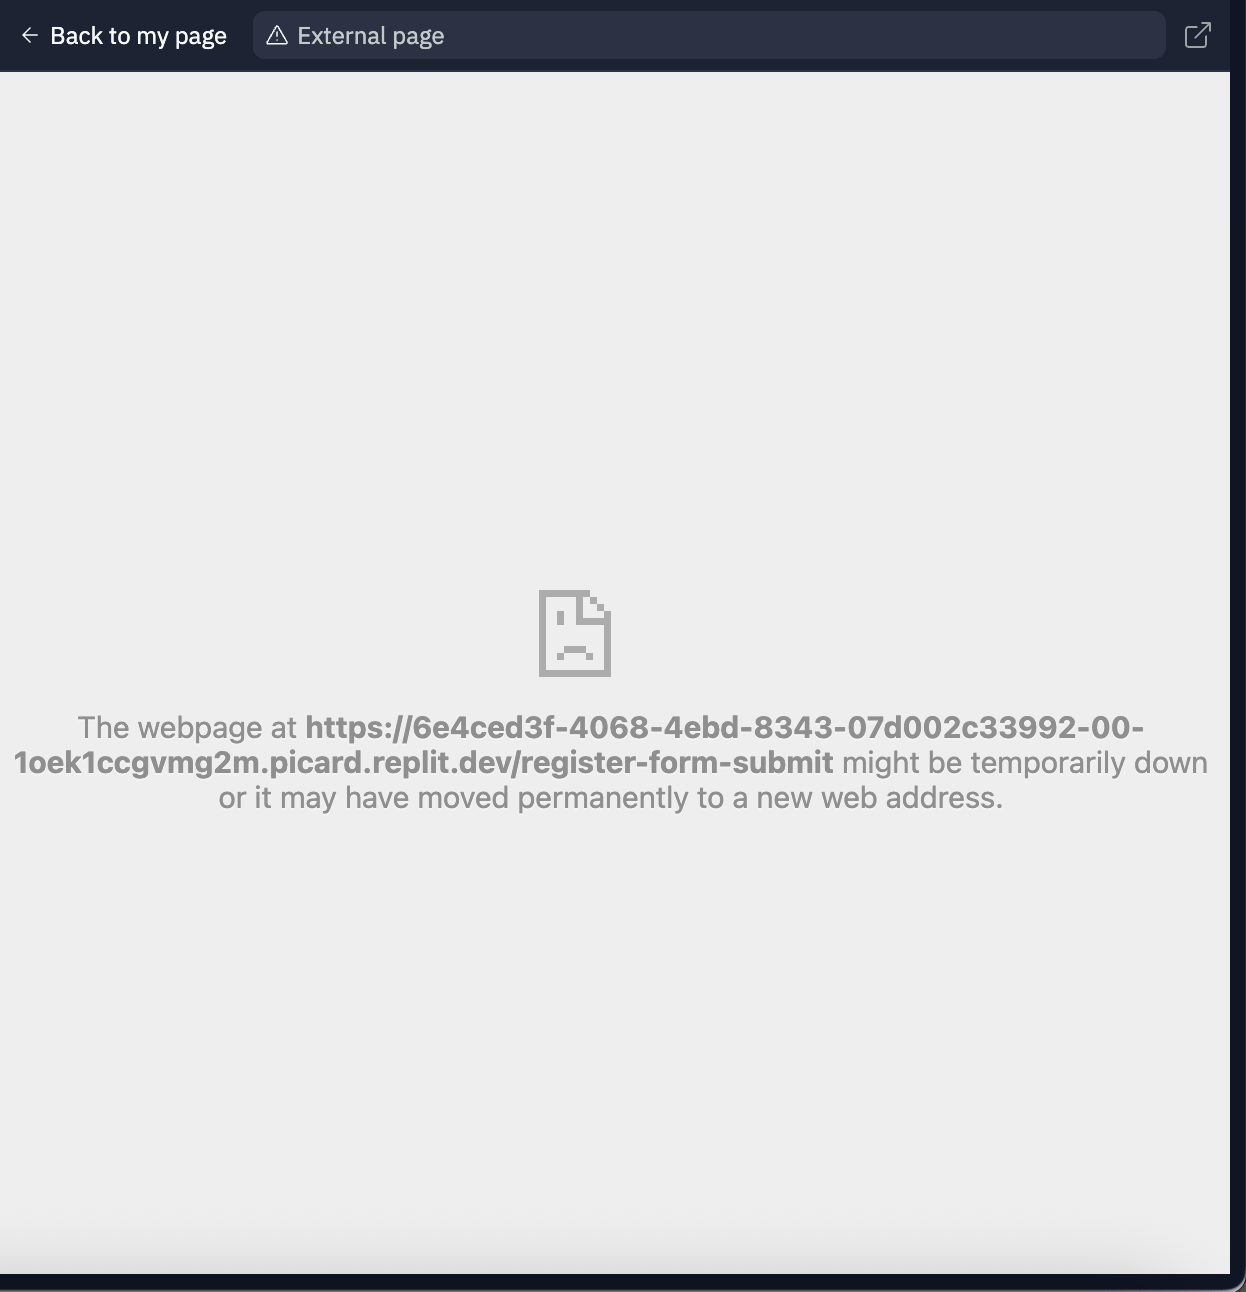 Back to my page
External page
The webpage at https://6e4ced3f-4068-4ebd-8343-07d002c33992-00-
1oek1ccgvmg2m.picard.replit.dev/register-form-submit might be temporarily down
or it may have moved permanently to a new web address.